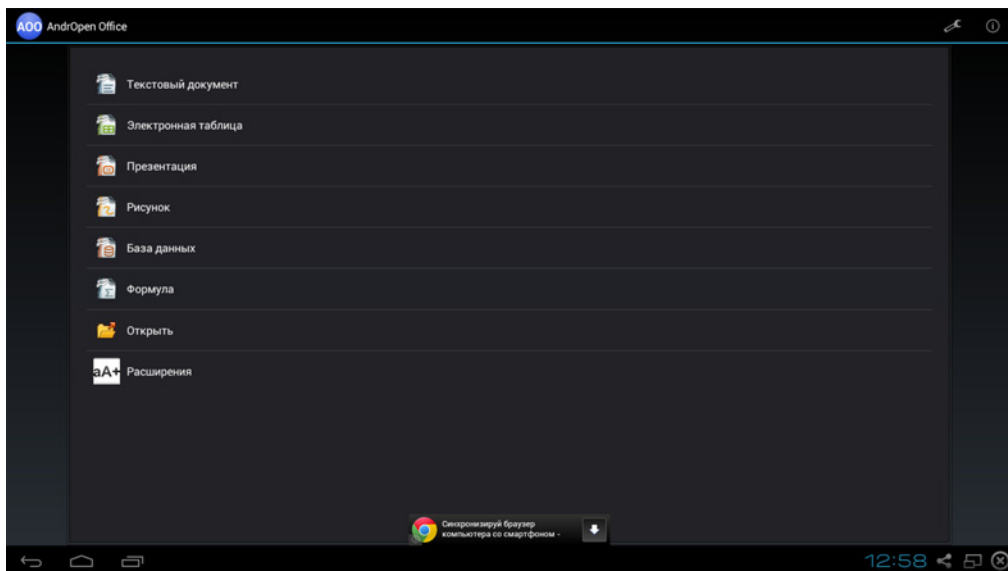 AOO AndrOpen Office
Текстовый документ
Электронная таблица
Презентация
Рисунок
База данных
Формула
Открыть
aA+ Расширения
Синхронизируй браузер
компьютера со смартфоном -
12:58